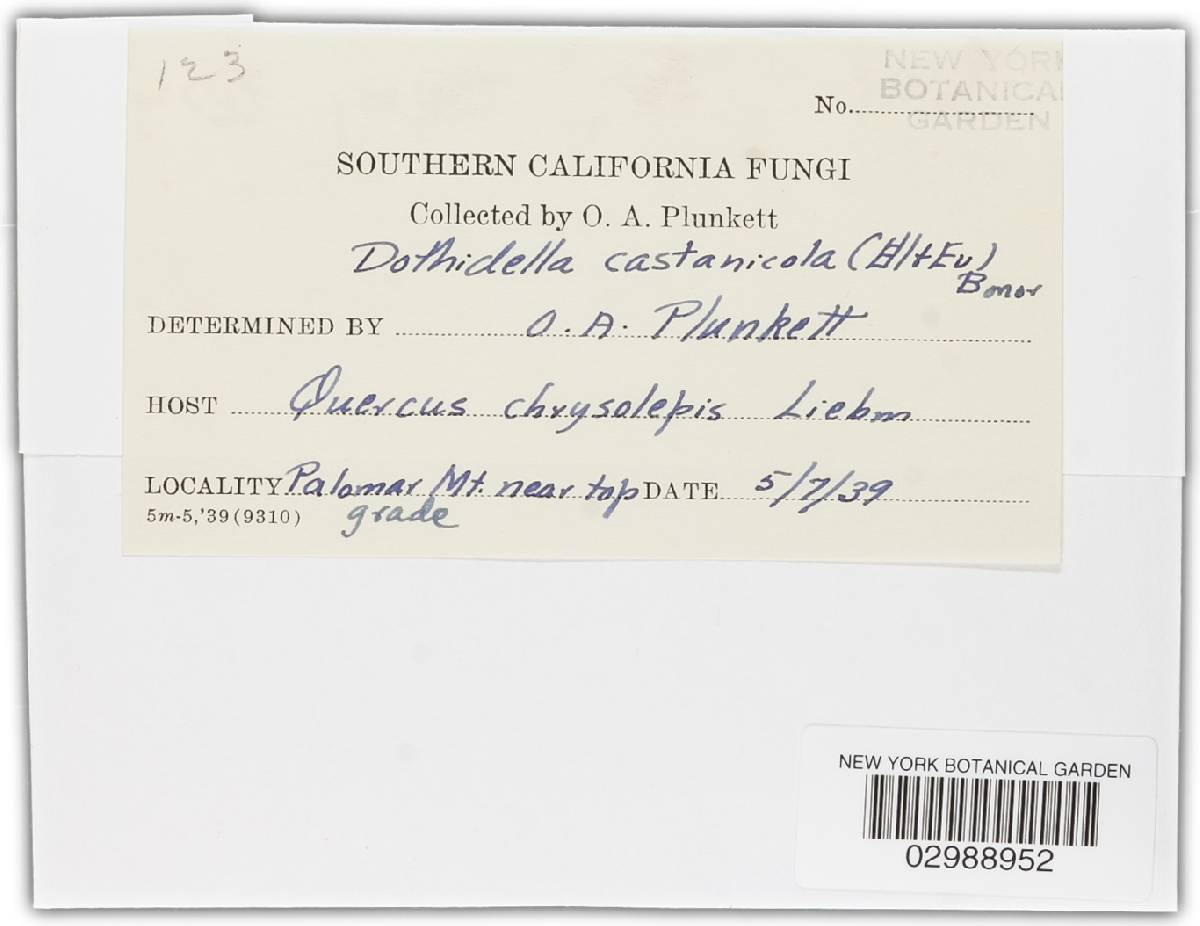 123
NEW YORK
BOTANICAL
GARDEN
No.
SOUTHERN CALIFORNIA FUNGI
Collected by O. A. Plunkett
Dothidella castanicola (Ell+Ev)
Bonar
DETERMINED BY O. A. Plunkett
HOST Quercus chrysolepis Liebm
LOCALITY Palomar Mt. near top DATE 5/7/39
grade
5m-5,'39(9310)
NEW YORK BOTANICAL GARDEN
02988952